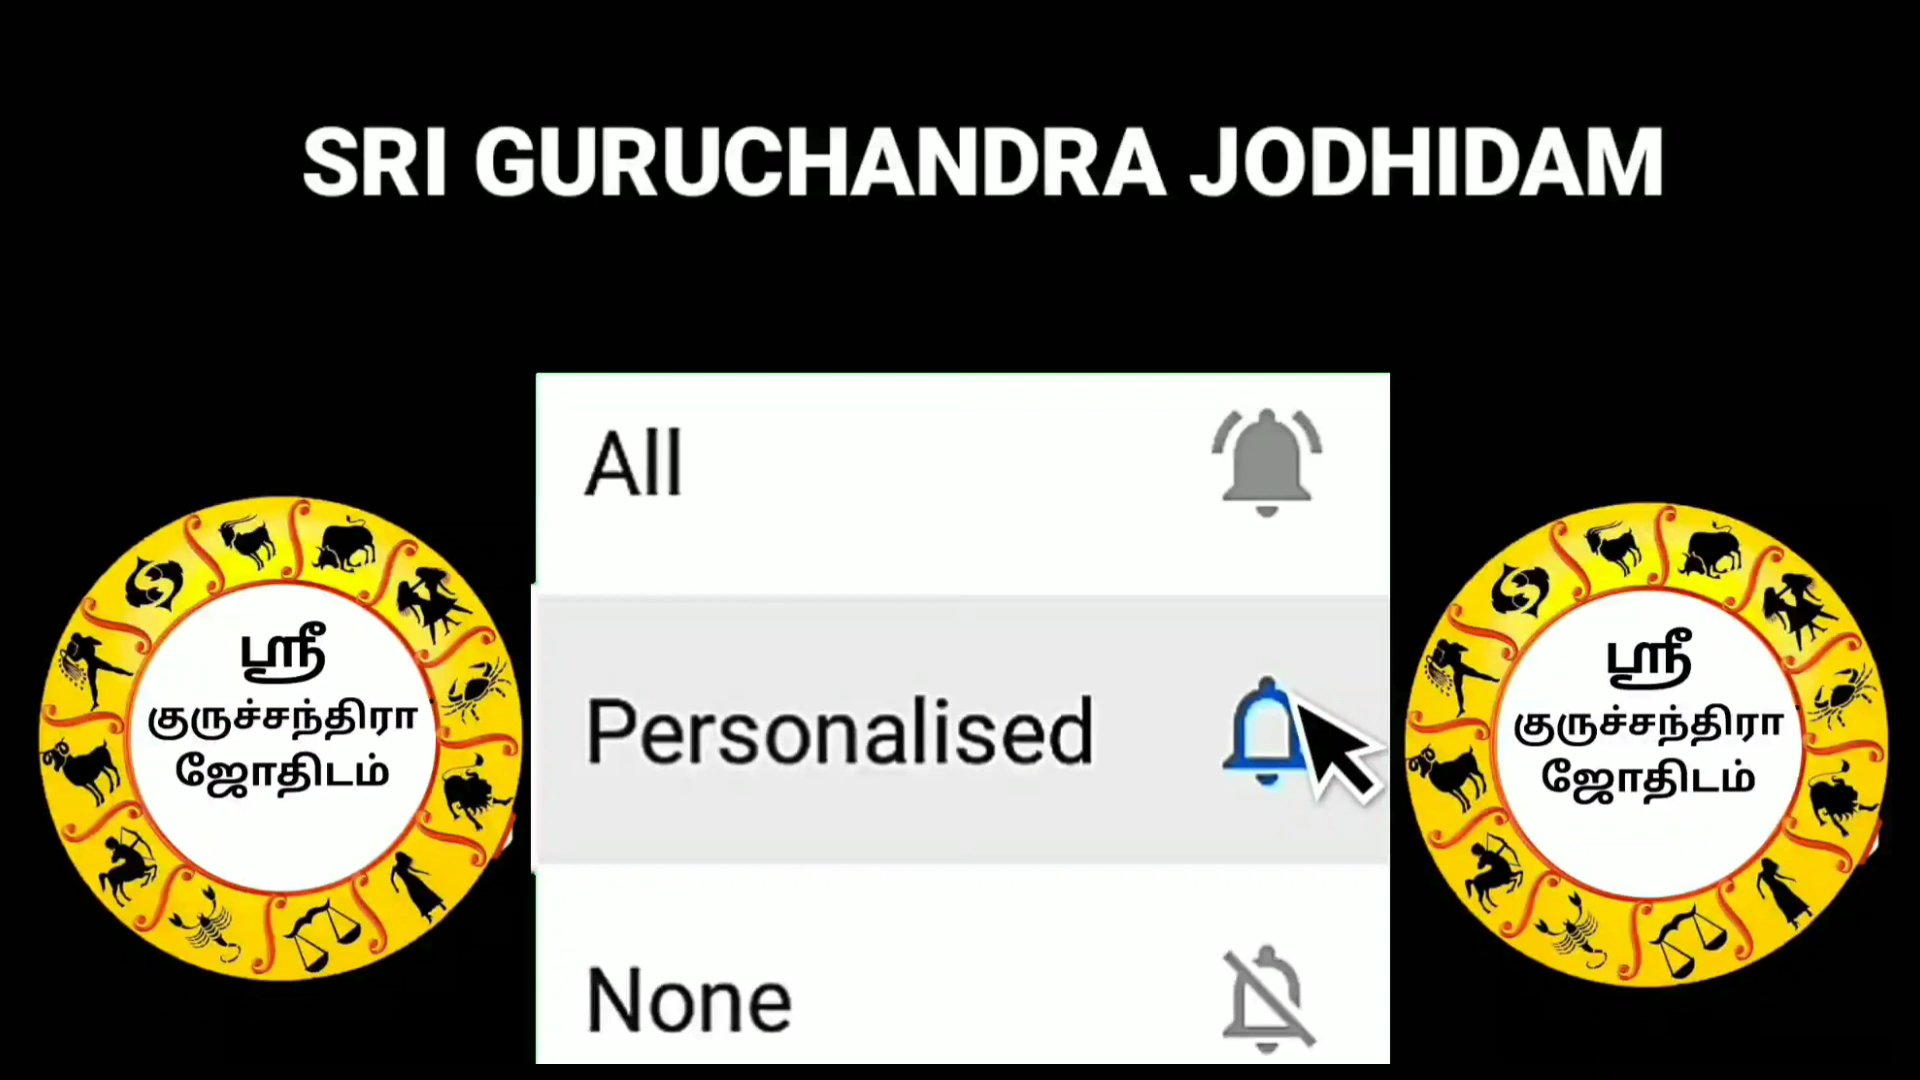 SRI GURUCHANDRA JODHIDAM
All
Personalised
None
ஸ்ரீ
குருச்சந்திரா
ஜோதிடம்
ஸ்ரீ
குருச்சந்திரா
ஜோதிடம்